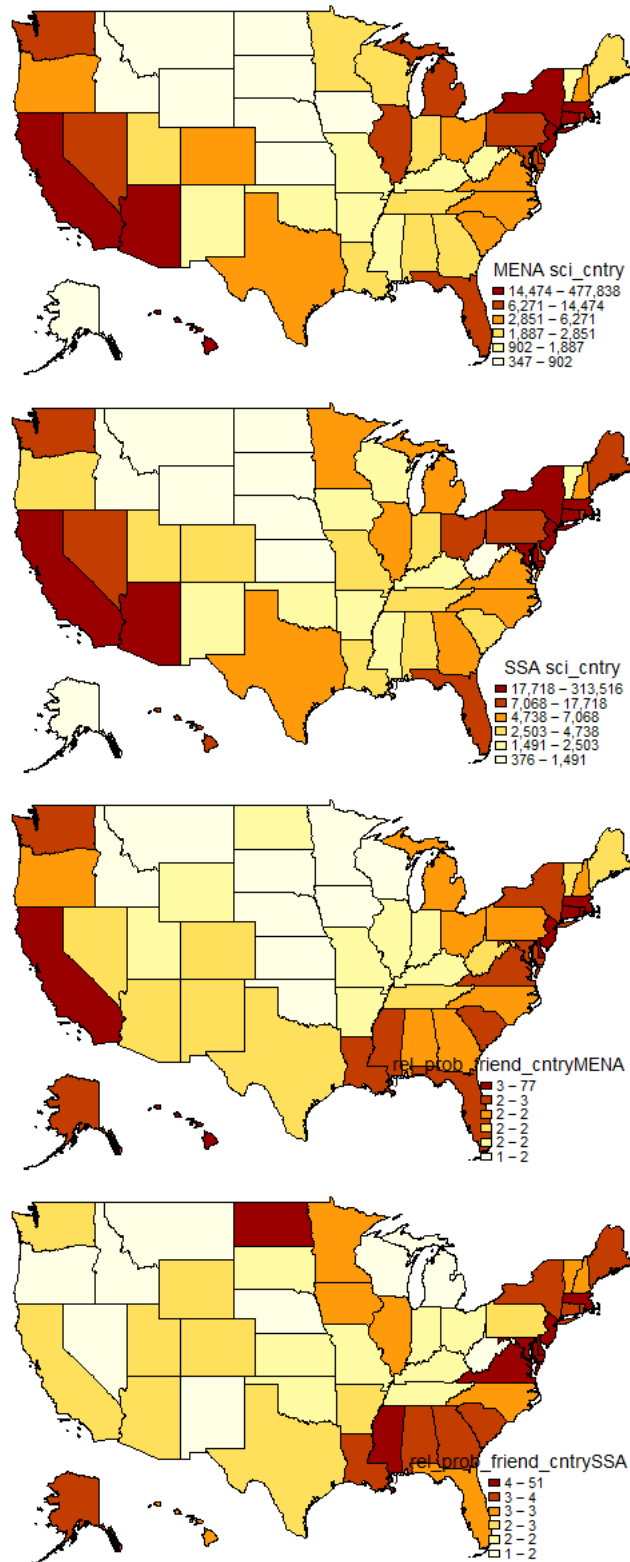 MENA sci_cntry
14,474 – 477,838
6,271 – 14,474
2,851 – 6,271
1,887 – 2,851
902 – 1,887
347 – 902
SSA sci_cntry
17,718 – 313,516
7,068 – 17,718
4,738 – 7,068
2,503 – 4,738
1,491 – 2,503
376 – 1,491
rel_prob_friend_cntryMENA
3 – 77
2 – 3
2 – 2
2 – 2
2 – 2
1 – 2
rel_prob_friend_cntrySSA
4 – 51
3 – 4
3 – 3
2 – 3
2 – 2
1 – 2